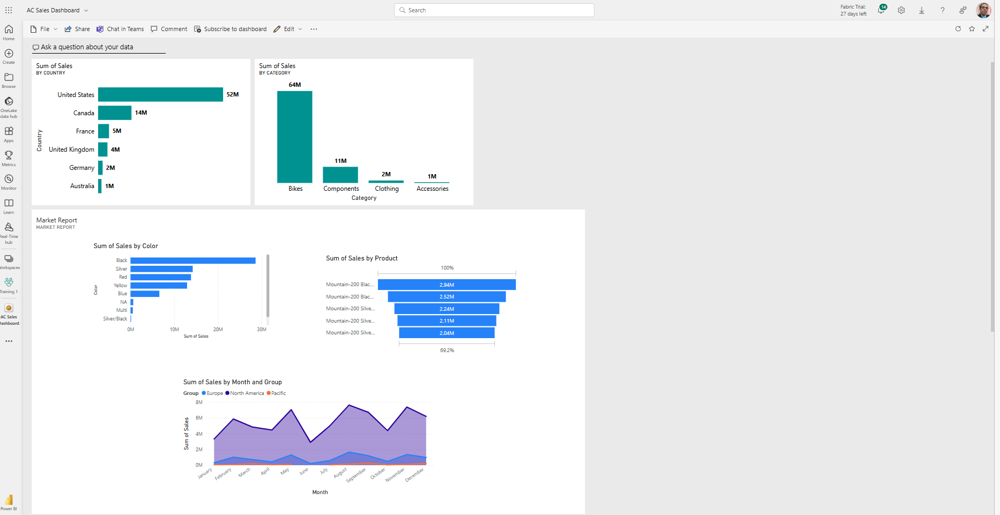 AC Sales Dashboard
Search
Fabric Trial:
27 days left
14
File
Share
Chat in Teams
Comment
Subscribe to dashboard
Edit
Home
Create
Browse
OneLake
data hub
Apps
Metrics
Monitor
Learn
Real-Time
hub
Workspaces
Training 1
AC Sales
Dashboard
Power BI
Ask a question about your data
Sum of Sales
BY COUNTRY
Country
United States 52M
Canada 14M
France 5M
United Kingdom 4M
Germany 2M
Australia 1M
Sum of Sales
BY CATEGORY
64M
11M
2M
1M
Bikes Components Clothing Accessories
Category
Market Report
MARKET REPORT
Sum of Sales by Color
Color
Black
Silver
Red
Yellow
Blue
NA
Multi
Silver/Black
0M 10M 20M 30M
Sum of Sales
Sum of Sales by Product
100%
Mountain-200 Blac... 2.94M
Mountain-200 Blac... 2.52M
Mountain-200 Silve... 2.24M
Mountain-200 Silve... 2.11M
Mountain-200 Silve... 2.04M
69.2%
Sum of Sales by Month and Group
Group Europe North America Pacific
Sum of Sales
8M
6M
4M
2M
0M
January February March April May June July August September October November December
Month